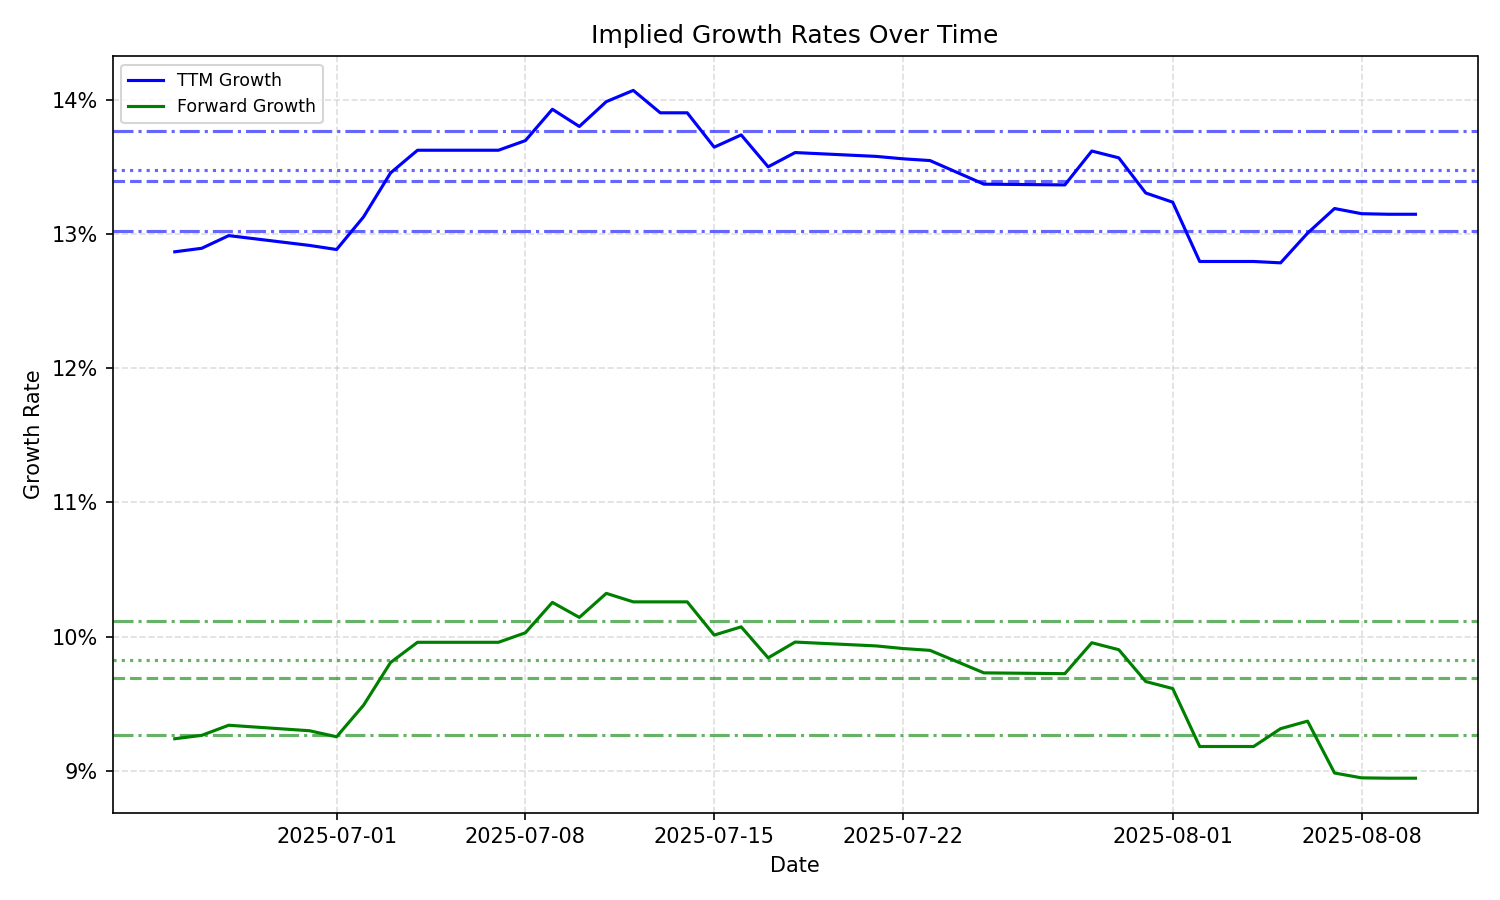 Implied Growth Rates Over Time
TTM Growth
Forward Growth
14%
13%
12%
11%
10%
9%
Growth Rate
2025-07-01
2025-07-08
2025-07-15
2025-07-22
2025-08-01
2025-08-08
Date